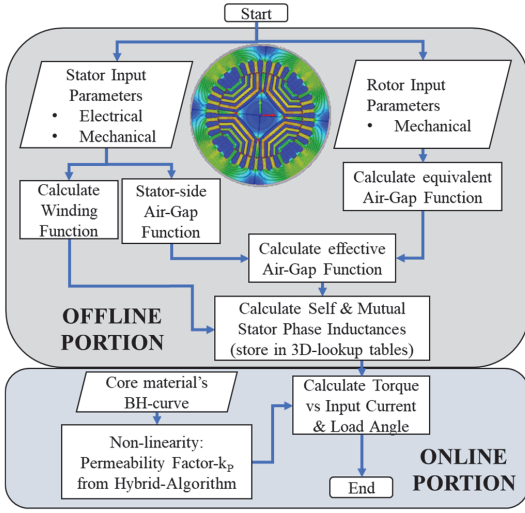 Start
Stator Input
Parameters
• Electrical
• Mechanical
Rotor Input
Parameters
• Mechanical
Calculate
Winding
Function
Stator-side
Air-Gap
Function
Calculate equivalent
Air-Gap Function
Calculate effective
Air-Gap Function
OFFLINE
PORTION
Calculate Self & Mutual
Stator Phase Inductances
(store in 3D-lookup tables)
Core material's
BH-curve
Calculate Torque
vs Input Current
& Load Angle
Non-linearity:
Permeability Factor-kP
from Hybrid-Algorithm
End
ONLINE
PORTION